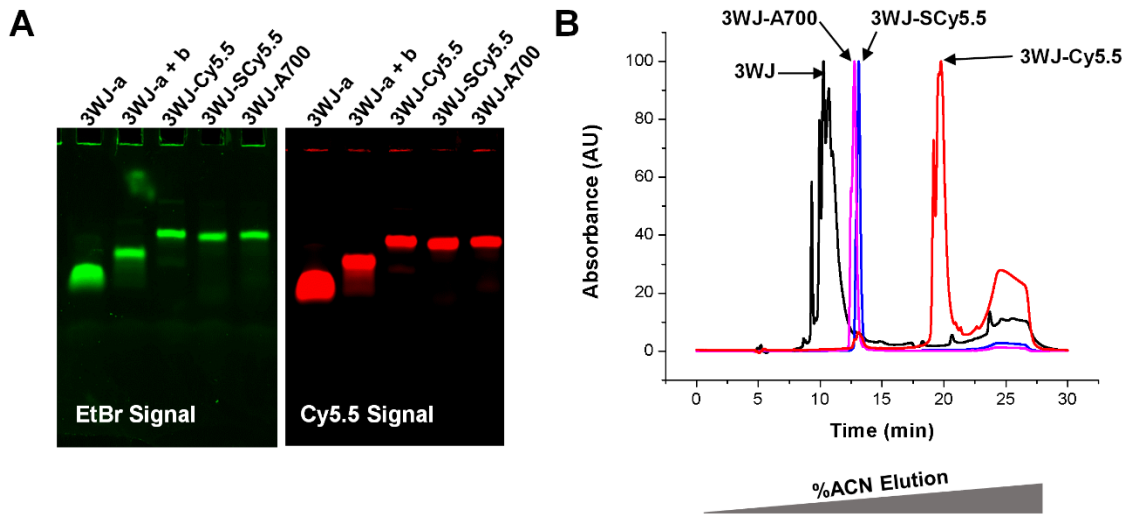 A
3WJ-a
3WJ-a + b
3WJ-Cy5.5
3WJ-SCy5.5
3WJ-A700
3WJ-a
3WJ-a + b
3WJ-Cy5.5
3WJ-SCy5.5
3WJ-A700
EtBr Signal
Cy5.5 Signal
B
3WJ-A700
3WJ-SCy5.5
3WJ
3WJ-Cy5.5
100
80
60
40
20
0
Absorbance (AU)
0 5 10 15 20 25 30
Time (min)
%ACN Elution